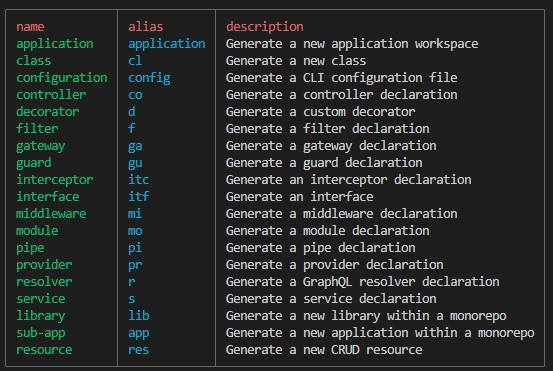 name alias description
application application Generate a new application workspace
class cl Generate a new class
configuration config Generate a CLI configuration file
controller co Generate a controller declaration
decorator d Generate a custom decorator
filter f Generate a filter declaration
gateway ga Generate a gateway declaration
guard gu Generate a guard declaration
interceptor itc Generate an interceptor declaration
interface itf Generate an interface
middleware mi Generate a middleware declaration
module mo Generate a module declaration
pipe pi Generate a pipe declaration
provider pr Generate a provider declaration
resolver r Generate a GraphQL resolver declaration
service s Generate a service declaration
library lib Generate a new library within a monorepo
sub-app app Generate a new application within a monorepo
resource res Generate a new CRUD resource